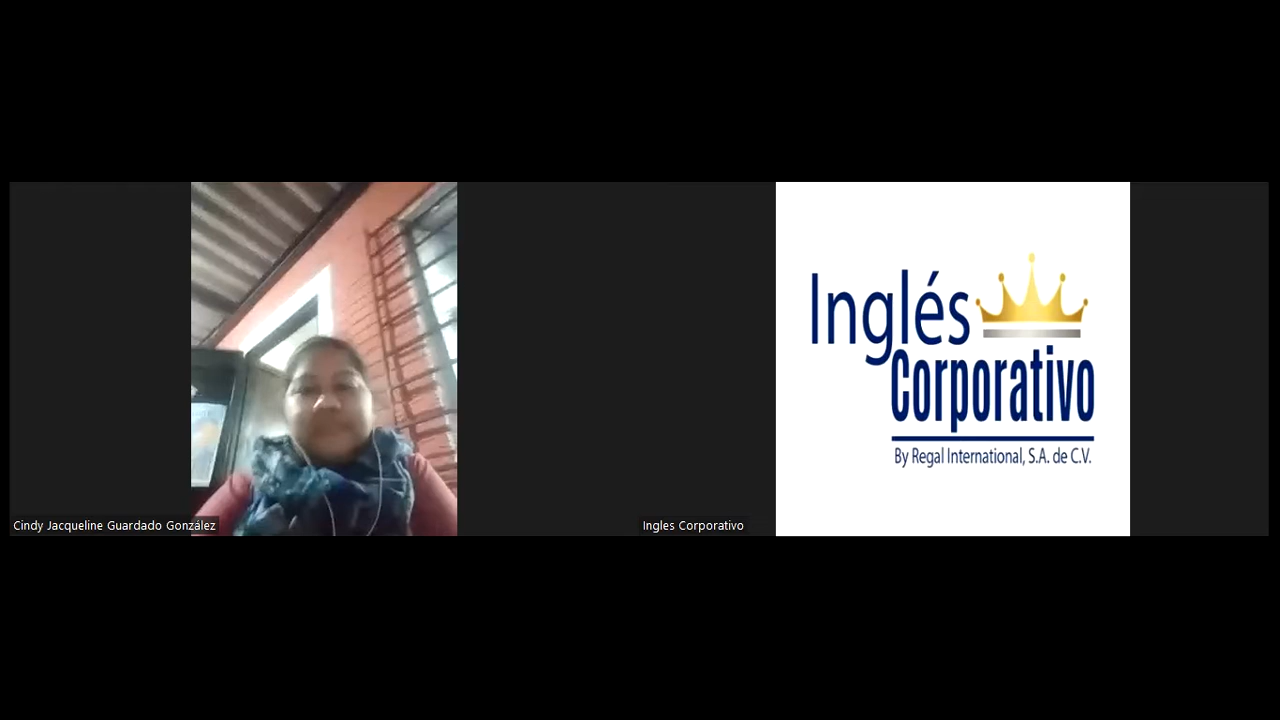 Inglés
Corporativo
By Regal International, S.A. de C.V.
Cindy Jacqueline Guardado González
Ingles Corporativo